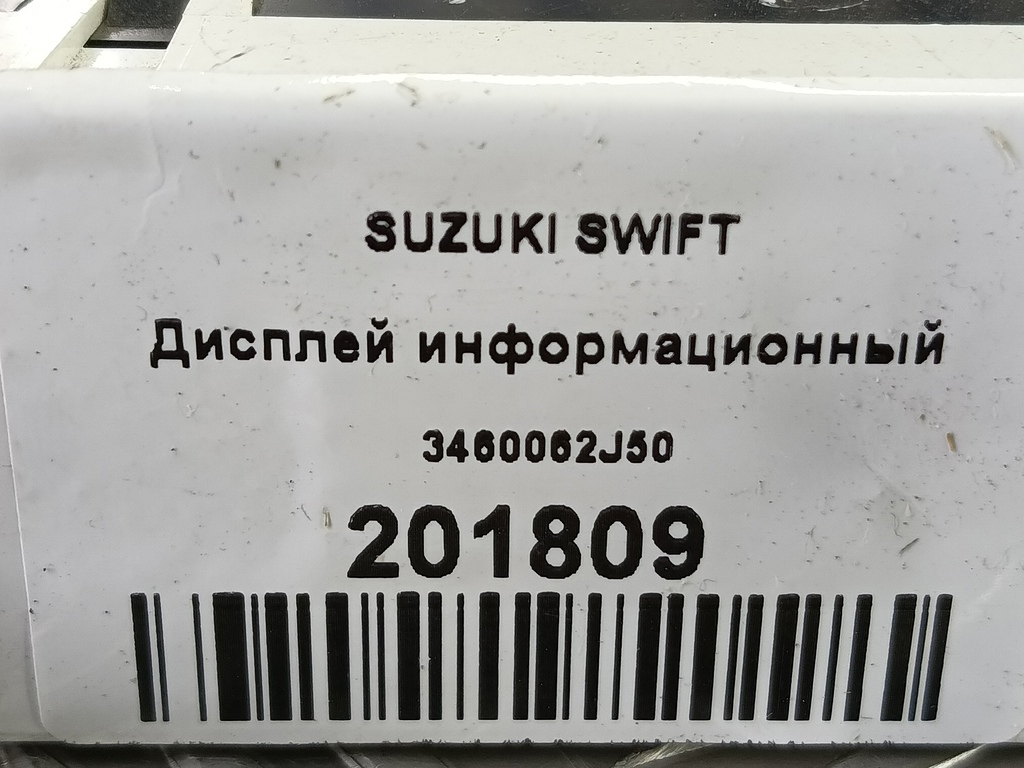 SUZUKI SWIFT
Дисплей информационный
3460062J50
201809